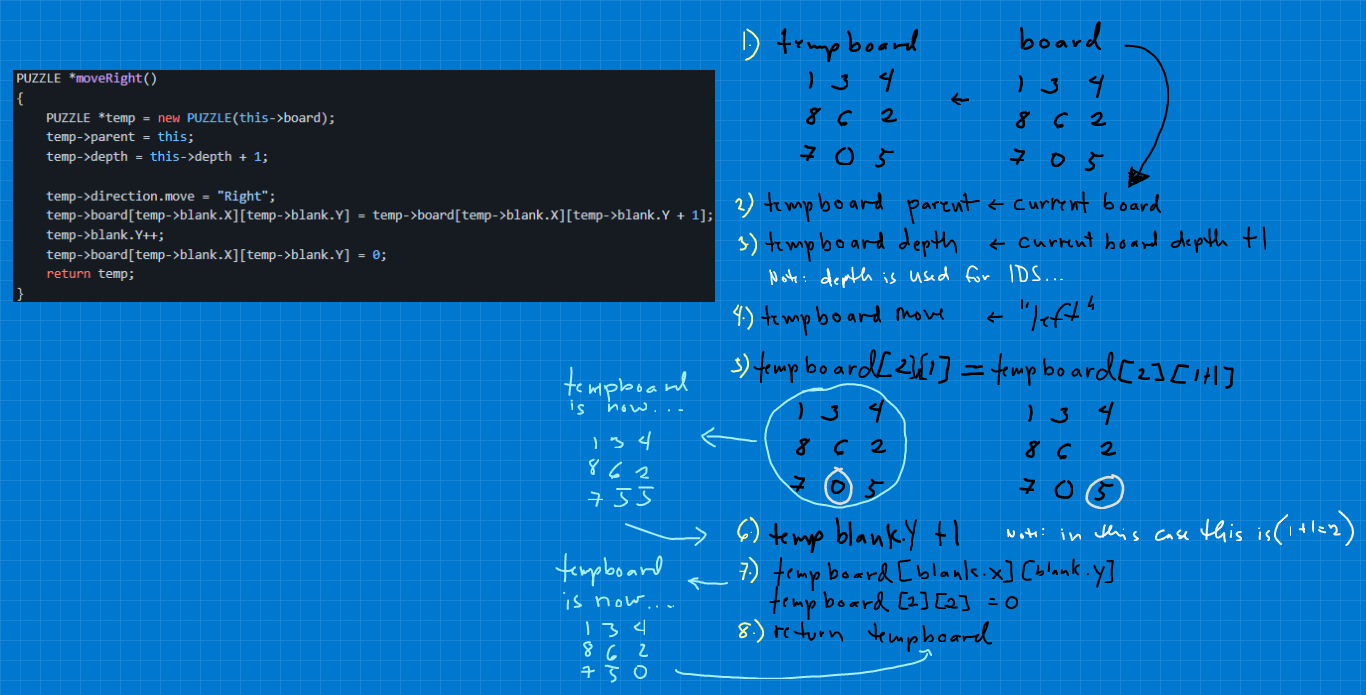 PUZZLE *moveRight()
{
PUZZLE *temp = new PUZZLE(this->board);
temp->parent = this;
temp->depth = this->depth + 1;
temp->direction.move = "Right";
temp->board[temp->blank.X][temp->blank.Y] = temp->board[temp->blank.X][temp->blank.Y + 1];
temp->blank.Y++;
temp->board[temp->blank.X][temp->blank.Y] = 0;
return temp;
}
1.) tempboard board
1 3 4 ← 1 3 4
8 6 2 8 6 2
7 0 5 7 0 5
2) tempboard parent ← current board
3) tempboard depth ← current board depth +1
Note: depth is used for IDS...
4.) tempboard move ← "left"
5) tempboard[2][1] = tempboard[2][1+1]
1 3 4 1 3 4
8 6 2 8 6 2
7 0 5 7 0 5
tempboard
is now...
1 3 4
8 6 2
7 5 5
6.) temp blank.Y +1 Note: in this case this is (1+1=2)
7.) tempboard[blank.x][blank.y]
tempboard [2][2] = 0
tempboard
is now...
1 3 4
8 6 2
7 5 0
8.) return tempboard